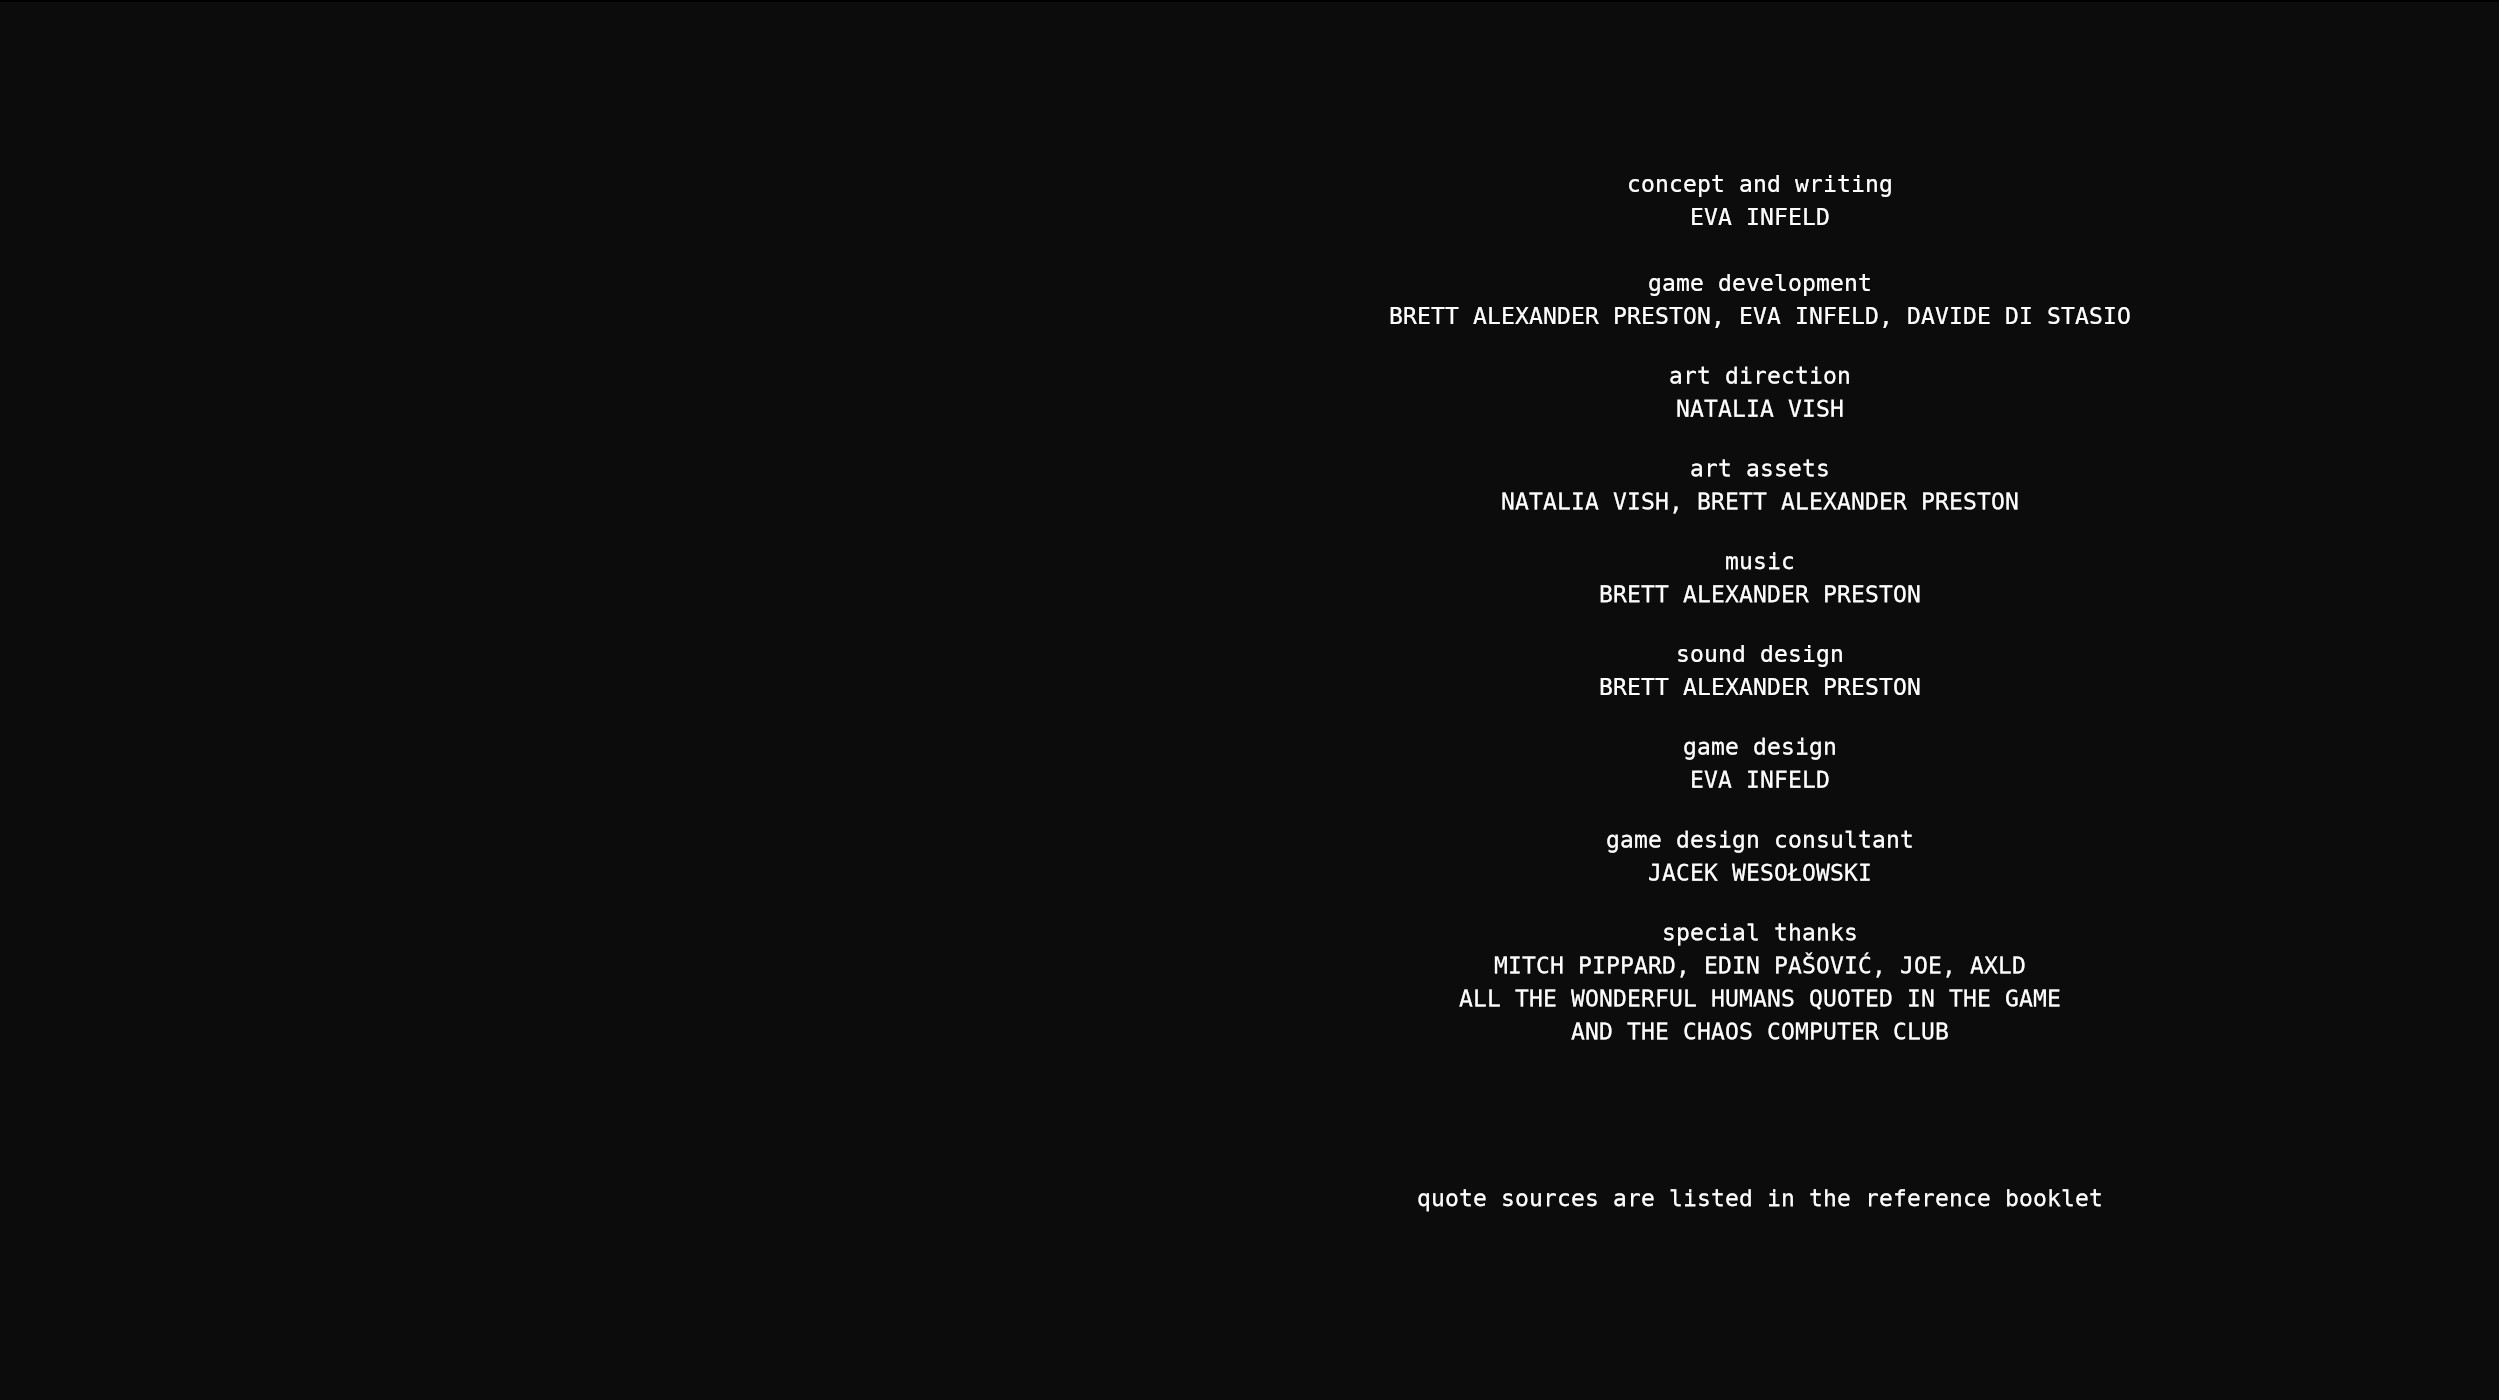 concept and writing
EVA INFELD
game development
BRETT ALEXANDER PRESTON, EVA INFELD, DAVIDE DI STASIO
art direction
NATALIA VISH
art assets
NATALIA VISH, BRETT ALEXANDER PRESTON
music
BRETT ALEXANDER PRESTON
sound design
BRETT ALEXANDER PRESTON
game design
EVA INFELD
game design consultant
JACEK WESOŁOWSKI
special thanks
MITCH PIPPARD, EDIN PAŠOVIĆ, JOE, AXLD
ALL THE WONDERFUL HUMANS QUOTED IN THE GAME
AND THE CHAOS COMPUTER CLUB
quote sources are listed in the reference booklet